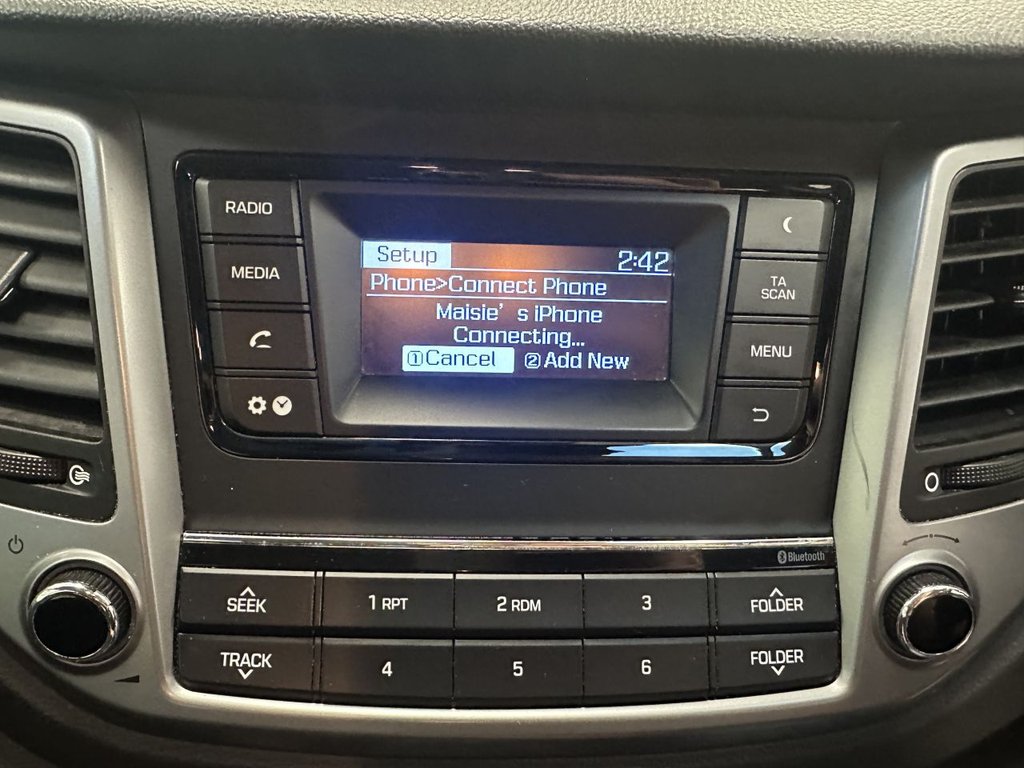 RADIO
MEDIA
Setup 2:42
Phone>Connect Phone
Maisie's iPhone
Connecting...
①Cancel ②Add New
TA
SCAN
MENU
Bluetooth
SEEK
1 RPT
2 RDM
3
FOLDER
TRACK
4
5
6
FOLDER